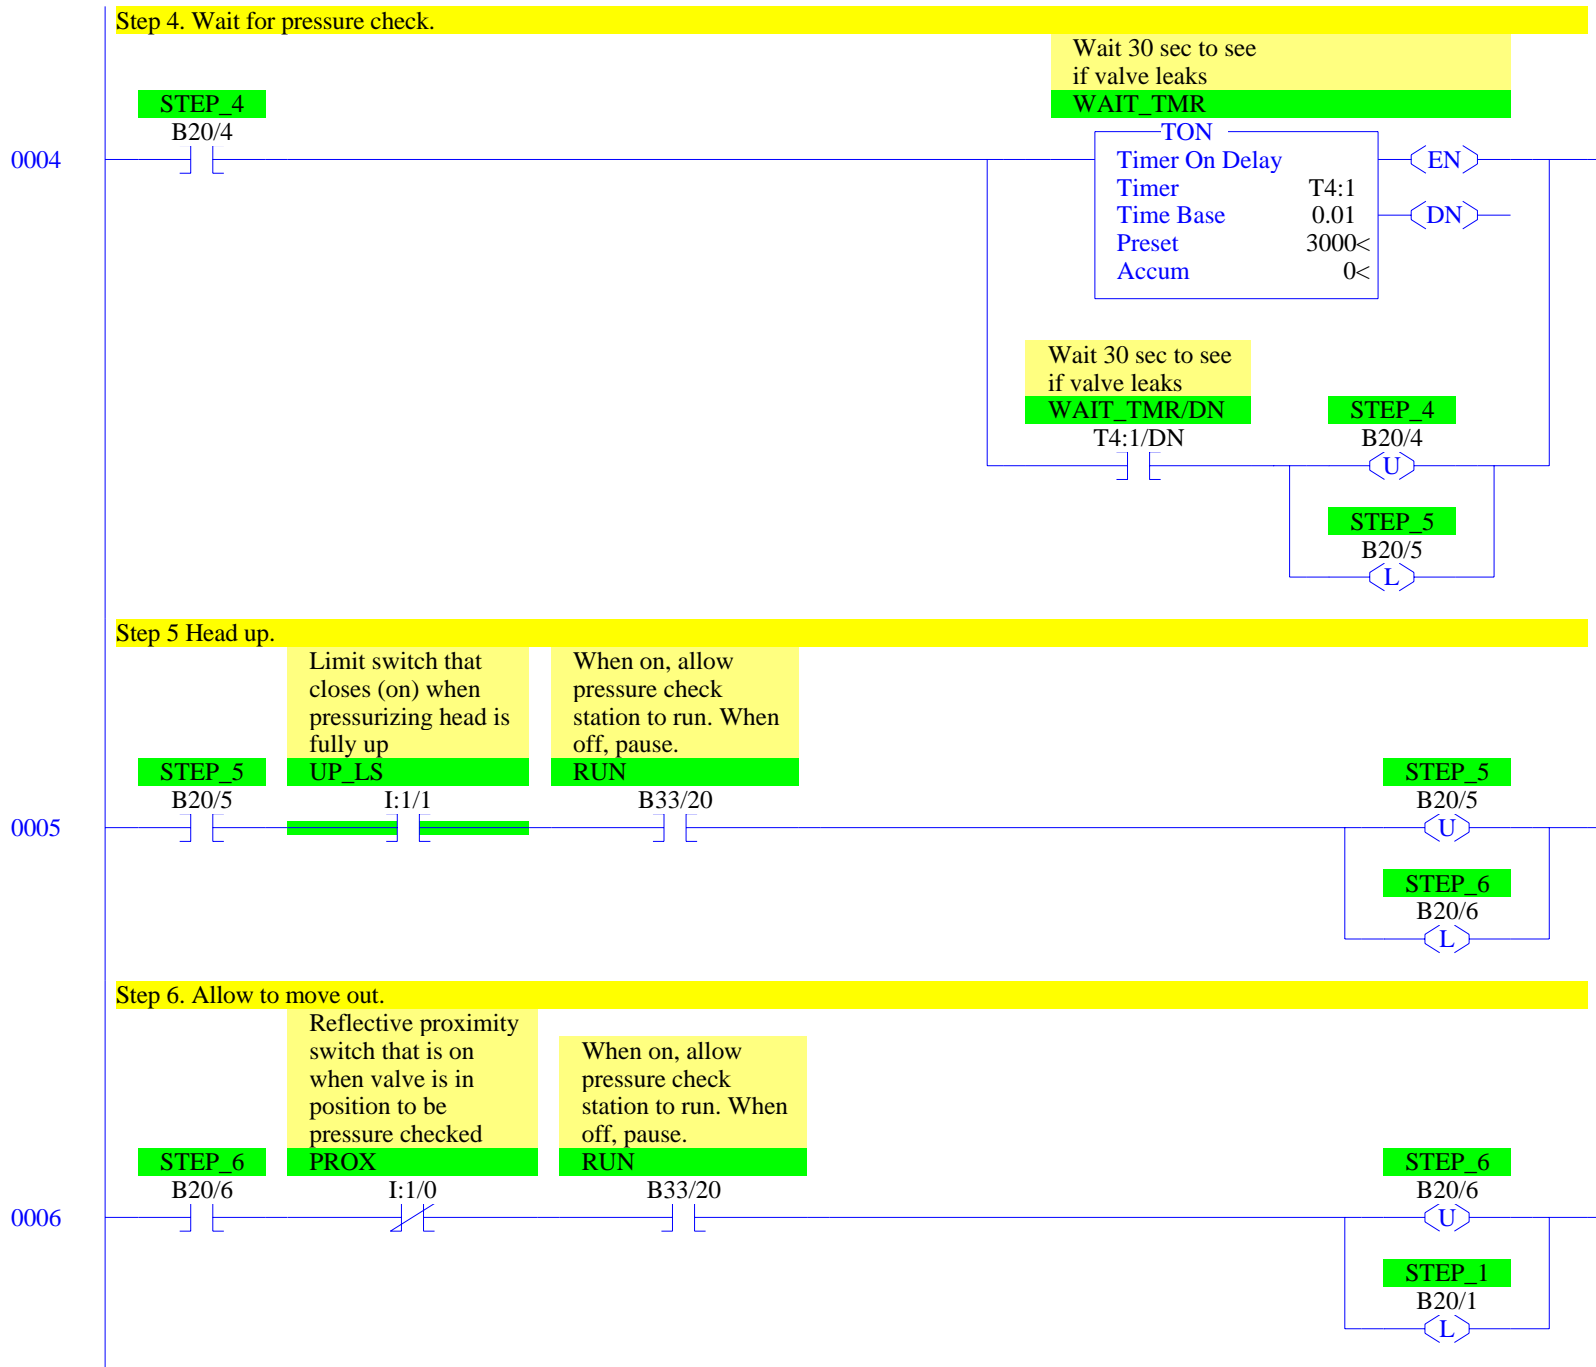 Step 4. Wait for pressure check.
Wait 30 sec to see
if valve leaks
WAIT_TMR
STEP_4
B20/4
0004
TON
Timer On Delay
Timer T4:1
Time Base 0.01
Preset 3000<
Accum 0<
EN
DN
Wait 30 sec to see
if valve leaks
WAIT_TMR/DN
T4:1/DN
STEP_4
B20/4
U
STEP_5
B20/5
L
Step 5 Head up.
Limit switch that
closes (on) when
pressurizing head is
fully up
UP_LS
I:1/1
When on, allow
pressure check
station to run. When
off, pause.
RUN
B33/20
STEP_5
B20/5
0005
STEP_5
B20/5
U
STEP_6
B20/6
L
Step 6. Allow to move out.
Reflective proximity
switch that is on
when valve is in
position to be
pressure checked
PROX
I:1/0
When on, allow
pressure check
station to run. When
off, pause.
RUN
B33/20
STEP_6
B20/6
0006
STEP_6
B20/6
U
STEP_1
B20/1
L